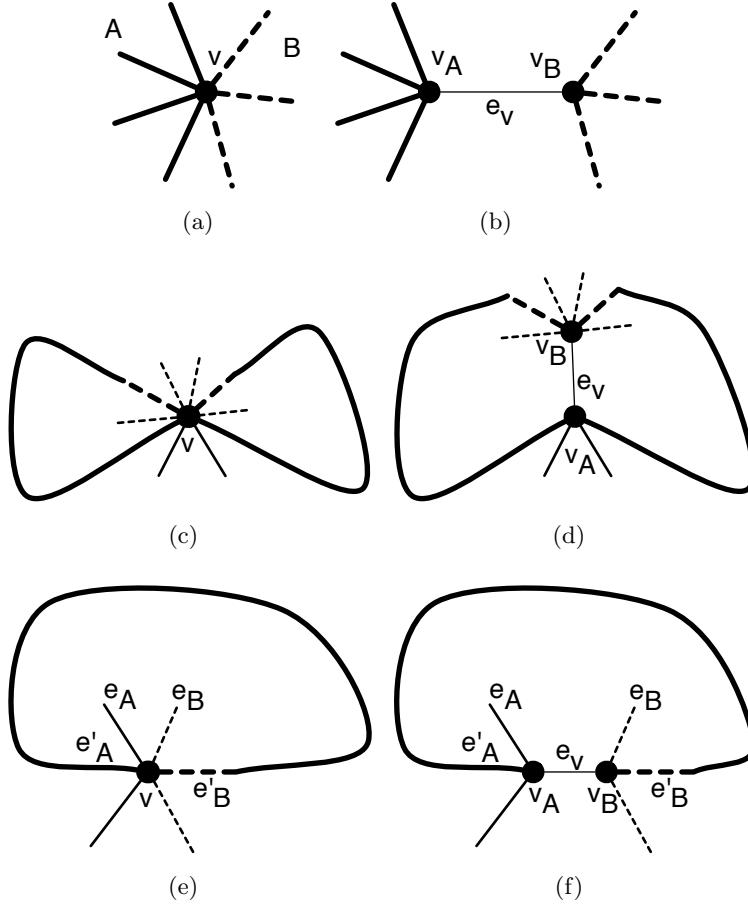 A
v
B
v_A
e_v
v_B
(a)
(b)
v
v_B
e_v
v_A
(c)
(d)
e_A
e_B
e'_A
v
e'_B
e_A
e_B
e'_A
e_v
v_A
v_B
e'_B
(e)
(f)